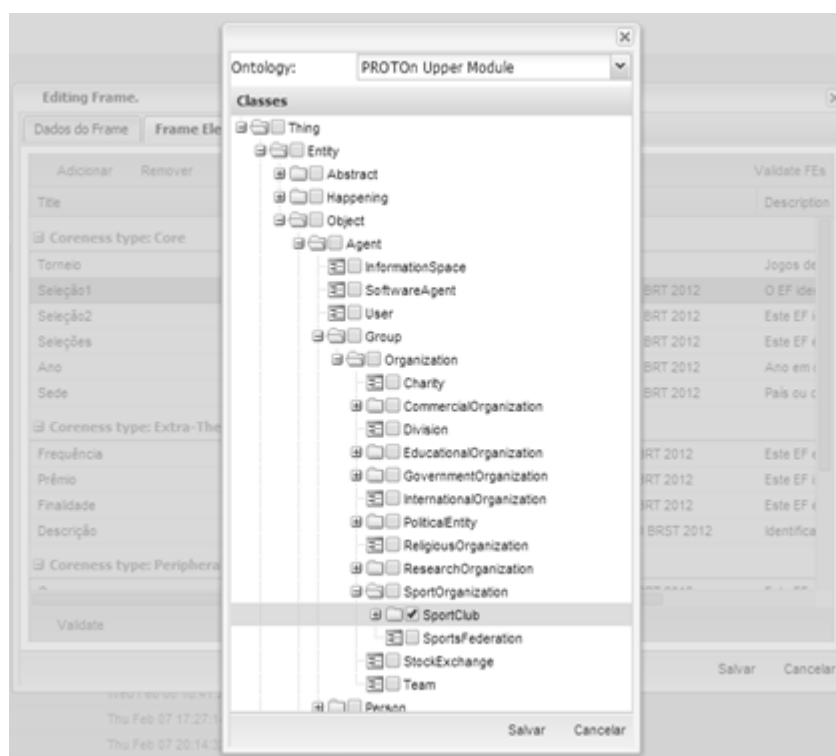 Ontology: PROTOn Upper Module
Classes
Thing
Entity
Abstract
Happening
Object
Agent
InformationSpace
SoftwareAgent
User
Group
Organization
Charity
CommercialOrganization
Division
EducationalOrganization
GovernmentOrganization
InternationalOrganization
PoliticalEntity
ReligiousOrganization
ResearchOrganization
SportOrganization
SportClub
SportsFederation
StockExchange
Team
Person
Salvar Cancelar
Editing Frame.
Dados do Frame Frame Ele
Adicionar Remover Validate FEs
Title Description
Coreness type: Core
Torneio Jogos de
Seleção1 BRT 2012 O EF iden
Seleção2 BRT 2012 Este EF i
Seleções BRT 2012 Este EF é
Ano BRT 2012 Ano em
Sede BRT 2012 País ou c
Coreness type: Extra-The
Frequência RT 2012 Este EF e
Prêmio RT 2012 Este EF i
Finalidade RT 2012 Este EF é
Descrição BRST 2012 Identifica
Coreness type: Periphera
Validate
Salvar Cancelar
Thu Feb 07 17:27:1
Thu Feb 07 20:14:3